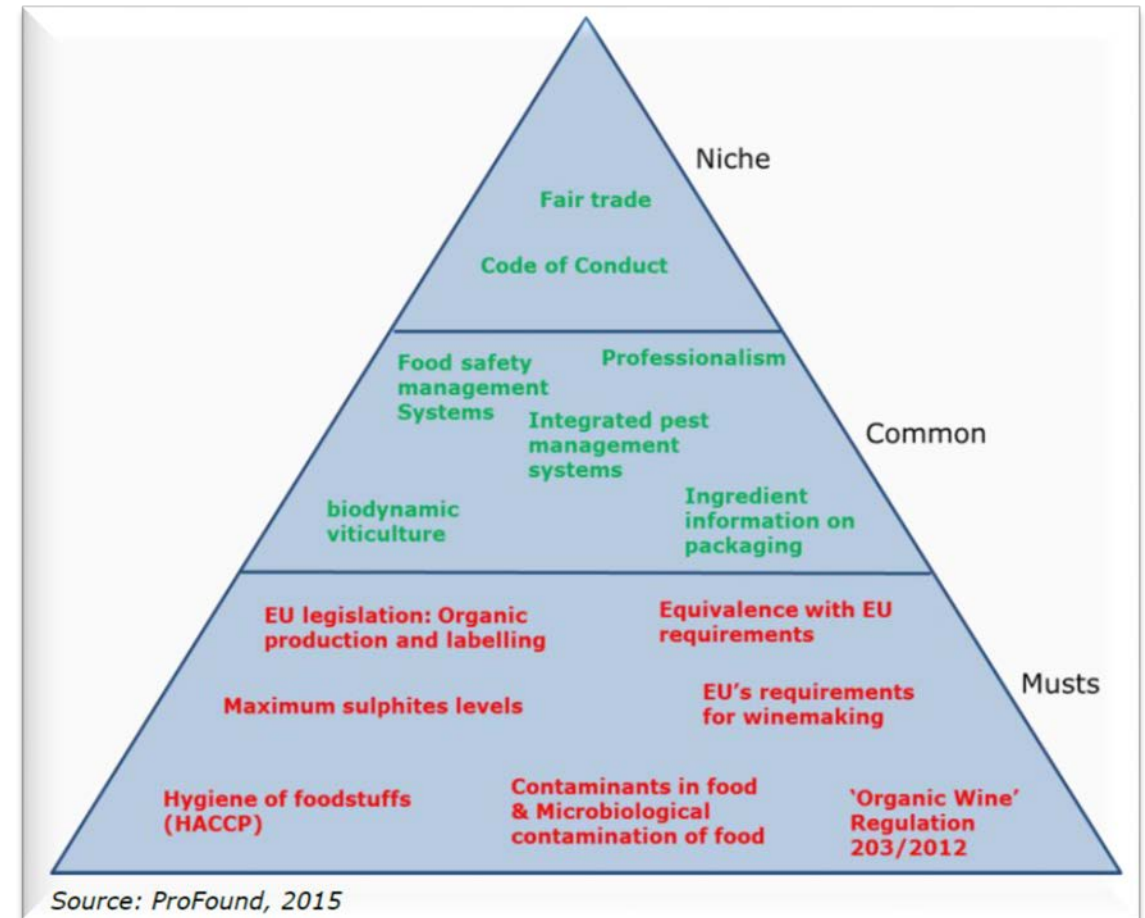 Niche
Fair trade
Code of Conduct
Food safety
management
Systems
Professionalism
Integrated pest
management
systems
Common
biodynamic
viticulture
Ingredient
information on
packaging
EU legislation: Organic
production and labelling
Equivalence with EU
requirements
Musts
Maximum sulphites levels
EU's requirements
for winemaking
Hygiene of foodstuffs
(HACCP)
Contaminants in food
& Microbiological
contamination of food
‘Organic Wine’
Regulation
203/2012
Source: ProFound, 2015